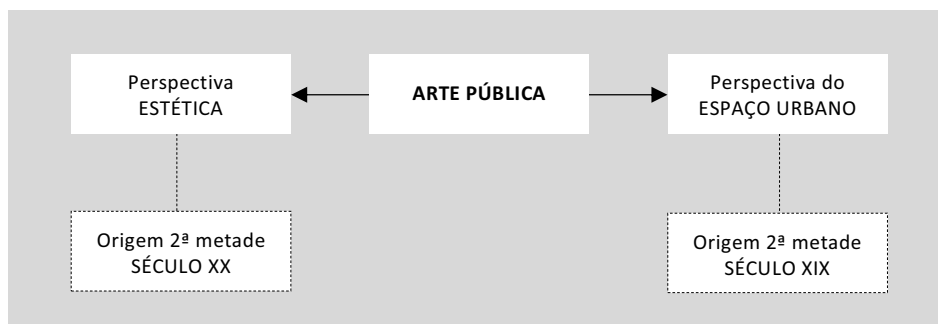 Perspectiva
ESTÉTICA
ARTE PÚBLICA
Perspectiva do
ESPAÇO URBANO
Origem 2ª metade
SÉCULO XX
Origem 2ª metade
SÉCULO XIX